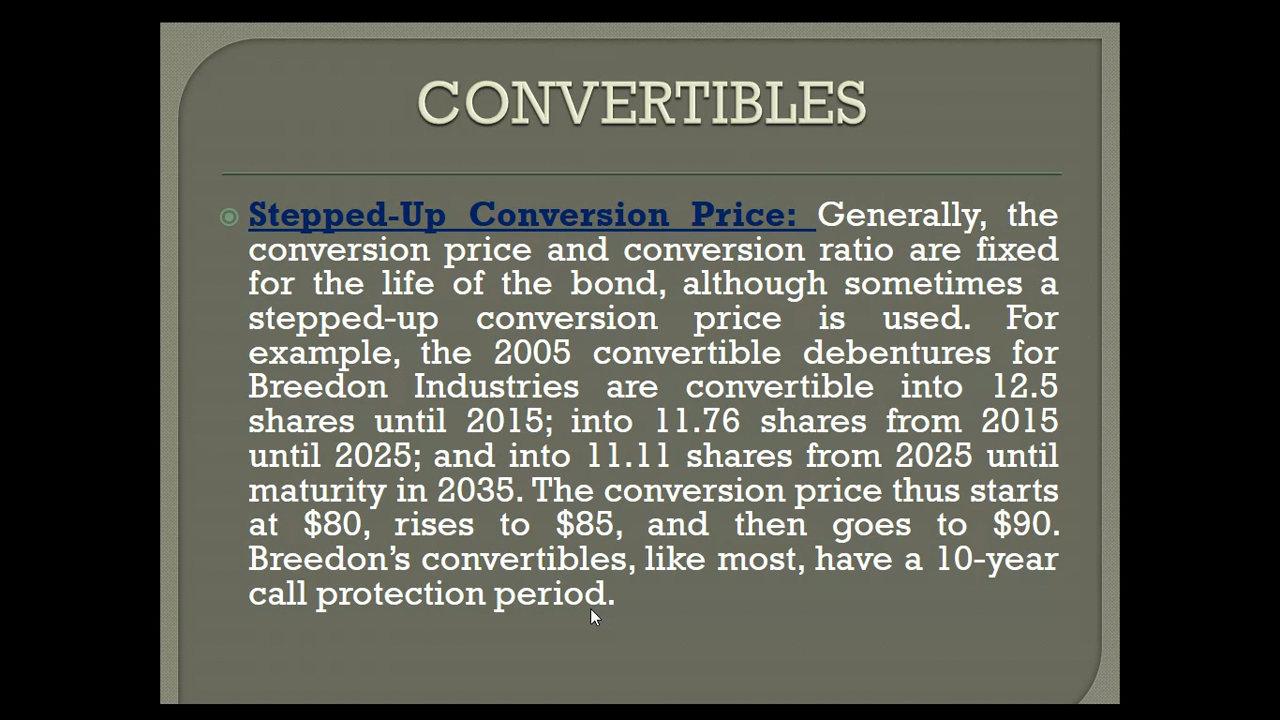 CONVERTIBLES
Stepped-Up Conversion Price: Generally, the
conversion price and conversion ratio are fixed
for the life of the bond, although sometimes a
stepped-up conversion price is used. For
example, the 2005 convertible debentures for
Breedon Industries are convertible into 12.5
shares until 2015; into 11.76 shares from 2015
until 2025; and into 11.11 shares from 2025 until
maturity in 2035. The conversion price thus starts
at $80, rises to $85, and then goes to $90.
Breedon’s convertibles, like most, have a 10-year
call protection period.